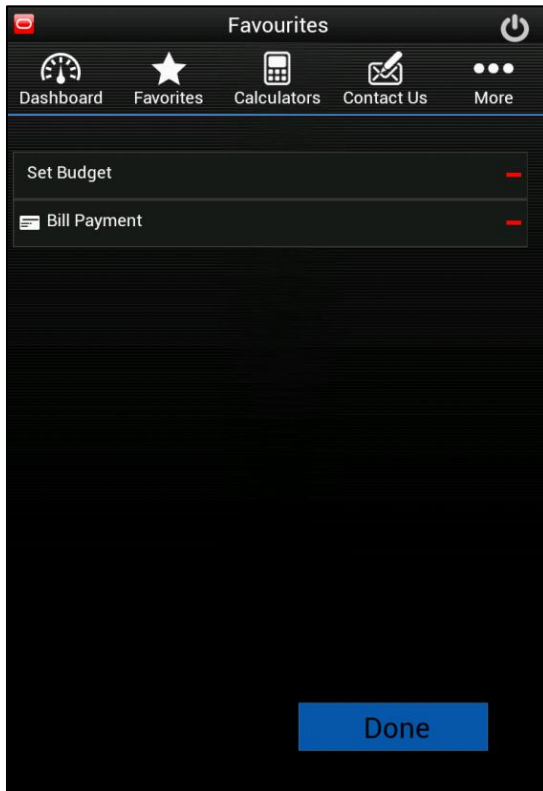 Favourites
Dashboard Favorites Calculators Contact Us More
Set Budget
Bill Payment
Done